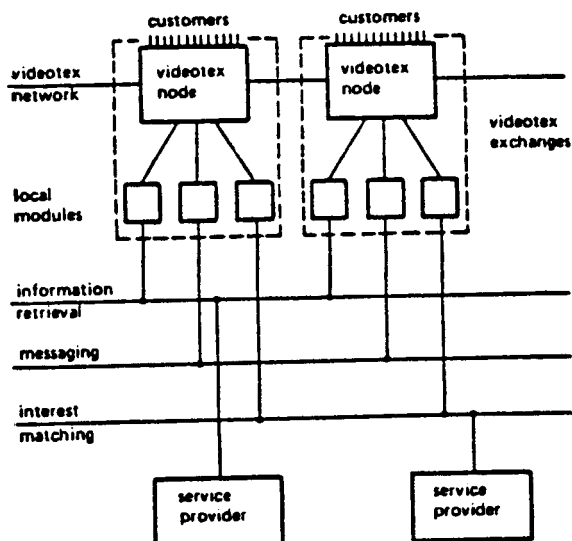 customers
customers
videotex
node
videotex
node
videotex
network
videotex
exchanges
local
modules
information
retrieval
messaging
interest
matching
service
provider
service
provider